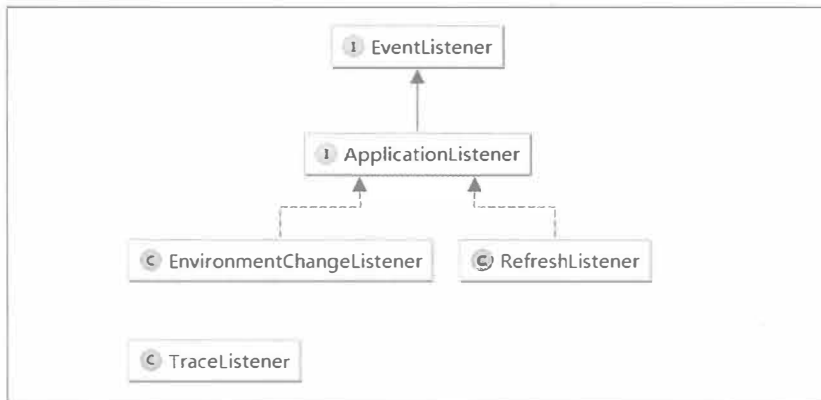 I EventListener
I ApplicationListener
C EnvironmentChangeListener
C RefreshListener
C TraceListener